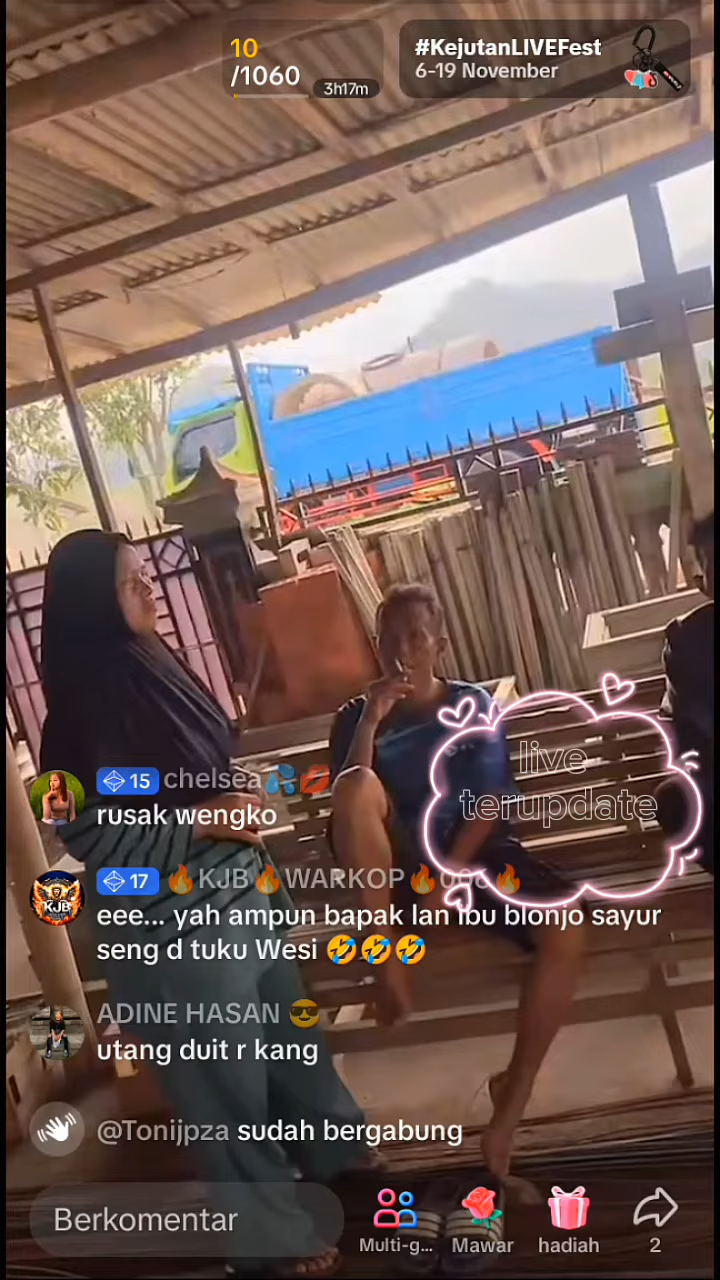 10
/1060
3h17m
#KejutanLIVEFest
6-19 November
live
terupdate
15 chelsea💦💋
rusak wengko
17 🔥KJB🔥WARKOP🔥 🔥
KJB
eee... yah ampun bapak lan ibu blonjo sayur
seng d tuku Wesi 🤣🤣🤣
ADINE HASAN 😎
utang duit r kang
@Tonijpza sudah bergabung
Berkomentar
Multi-g...
Mawar
hadiah
2